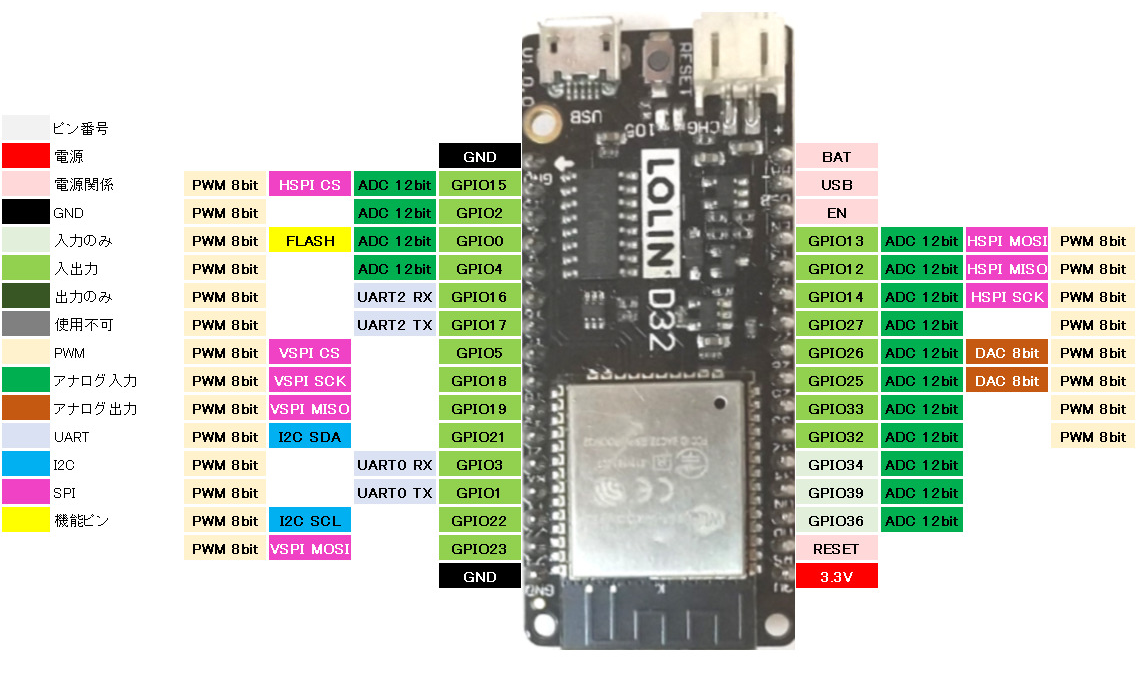 ピン番号
電源
電源関係
GND
入力のみ
入出力
出力のみ
使用不可
PWM
アナログ入力
アナログ出力
UART
I2C
SPI
機能ピン
GND
PWM 8bit HSPI CS ADC 12bit GPIO15
PWM 8bit ADC 12bit GPIO2
PWM 8bit FLASH ADC 12bit GPIO0
PWM 8bit ADC 12bit GPIO4
PWM 8bit UART2 RX GPIO16
PWM 8bit UART2 TX GPIO17
PWM 8bit VSPI CS GPIO5
PWM 8bit VSPI SCK GPIO18
PWM 8bit VSPI MISO GPIO19
PWM 8bit I2C SDA GPIO21
PWM 8bit UART0 RX GPIO3
PWM 8bit UART0 TX GPIO1
PWM 8bit I2C SCL GPIO22
PWM 8bit VSPI MOSI GPIO23
GND
V1.0.0
RESET
USB
105
CHG
LOLIN D32
GND
BAT
USB
EN
GPIO13 ADC 12bit HSPI MOSI PWM 8bit
GPIO12 ADC 12bit HSPI MISO PWM 8bit
GPIO14 ADC 12bit HSPI SCK PWM 8bit
GPIO27 ADC 12bit PWM 8bit
GPIO26 ADC 12bit DAC 8bit PWM 8bit
GPIO25 ADC 12bit DAC 8bit PWM 8bit
GPIO33 ADC 12bit PWM 8bit
GPIO32 ADC 12bit PWM 8bit
GPIO34 ADC 12bit
GPIO39 ADC 12bit
GPIO36 ADC 12bit
RESET
3.3V